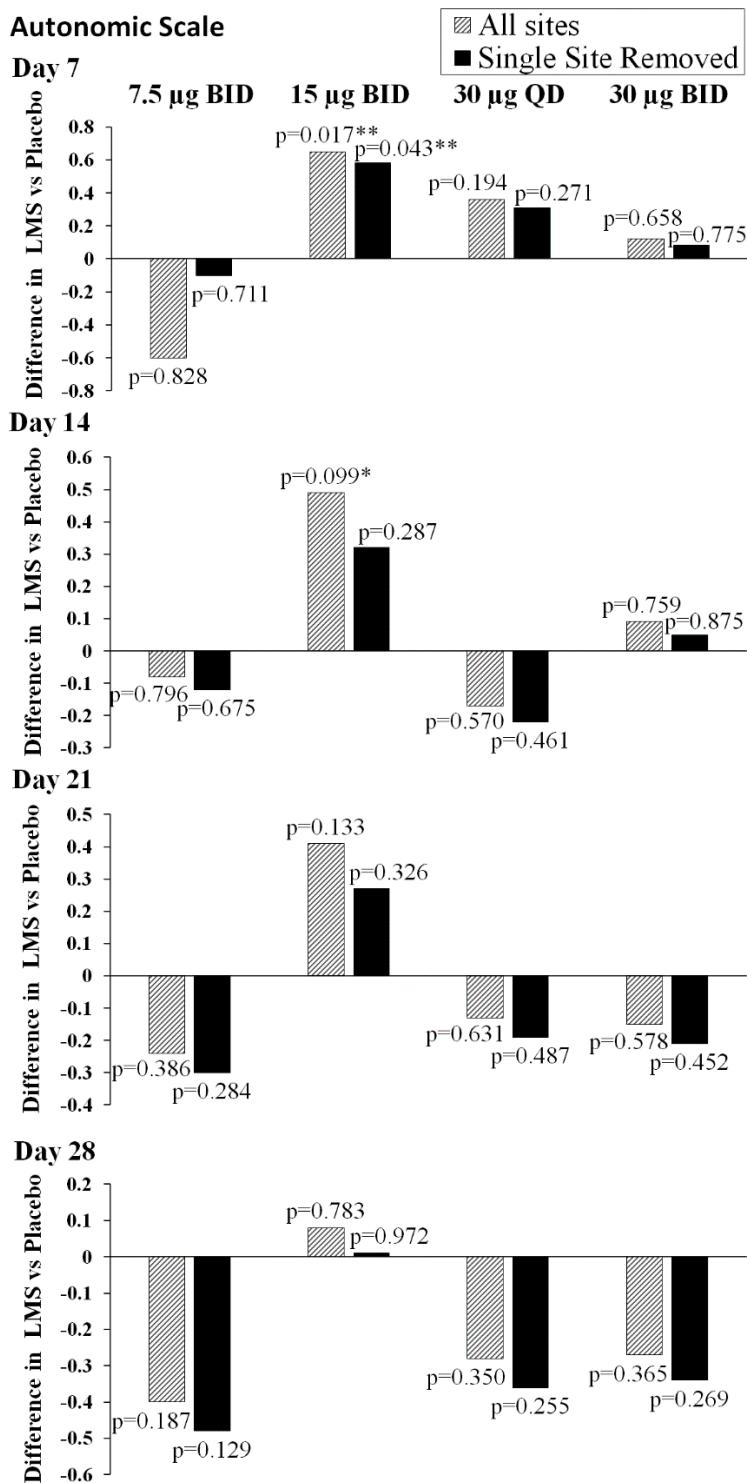 Autonomic Scale
All sites
Single Site Removed
Day 7
7.5 µg BID 15 µg BID 30 µg QD 30 µg BID
Difference in LMS vs Placebo
0.8
0.6
0.4
0.2
0
-0.2
-0.4
-0.6
-0.8
p=0.828
p=0.711
p=0.017**
p=0.043**
p=0.194
p=0.271
p=0.658
p=0.775
Day 14
Difference in LMS vs Placebo
0.6
0.5
0.4
0.3
0.2
0.1
0
-0.1
-0.2
-0.3
p=0.796
p=0.675
p=0.099*
p=0.287
p=0.570
p=0.461
p=0.759
p=0.875
Day 21
Difference in LMS vs Placebo
0.5
0.4
0.3
0.2
0.1
0
-0.1
-0.2
-0.3
-0.4
p=0.386
p=0.284
p=0.133
p=0.326
p=0.631
p=0.487
p=0.578
p=0.452
Day 28
Difference in LMS vs Placebo
0.2
0.1
0
-0.1
-0.2
-0.3
-0.4
-0.5
-0.6
p=0.187
p=0.129
p=0.783
p=0.972
p=0.350
p=0.255
p=0.365
p=0.269